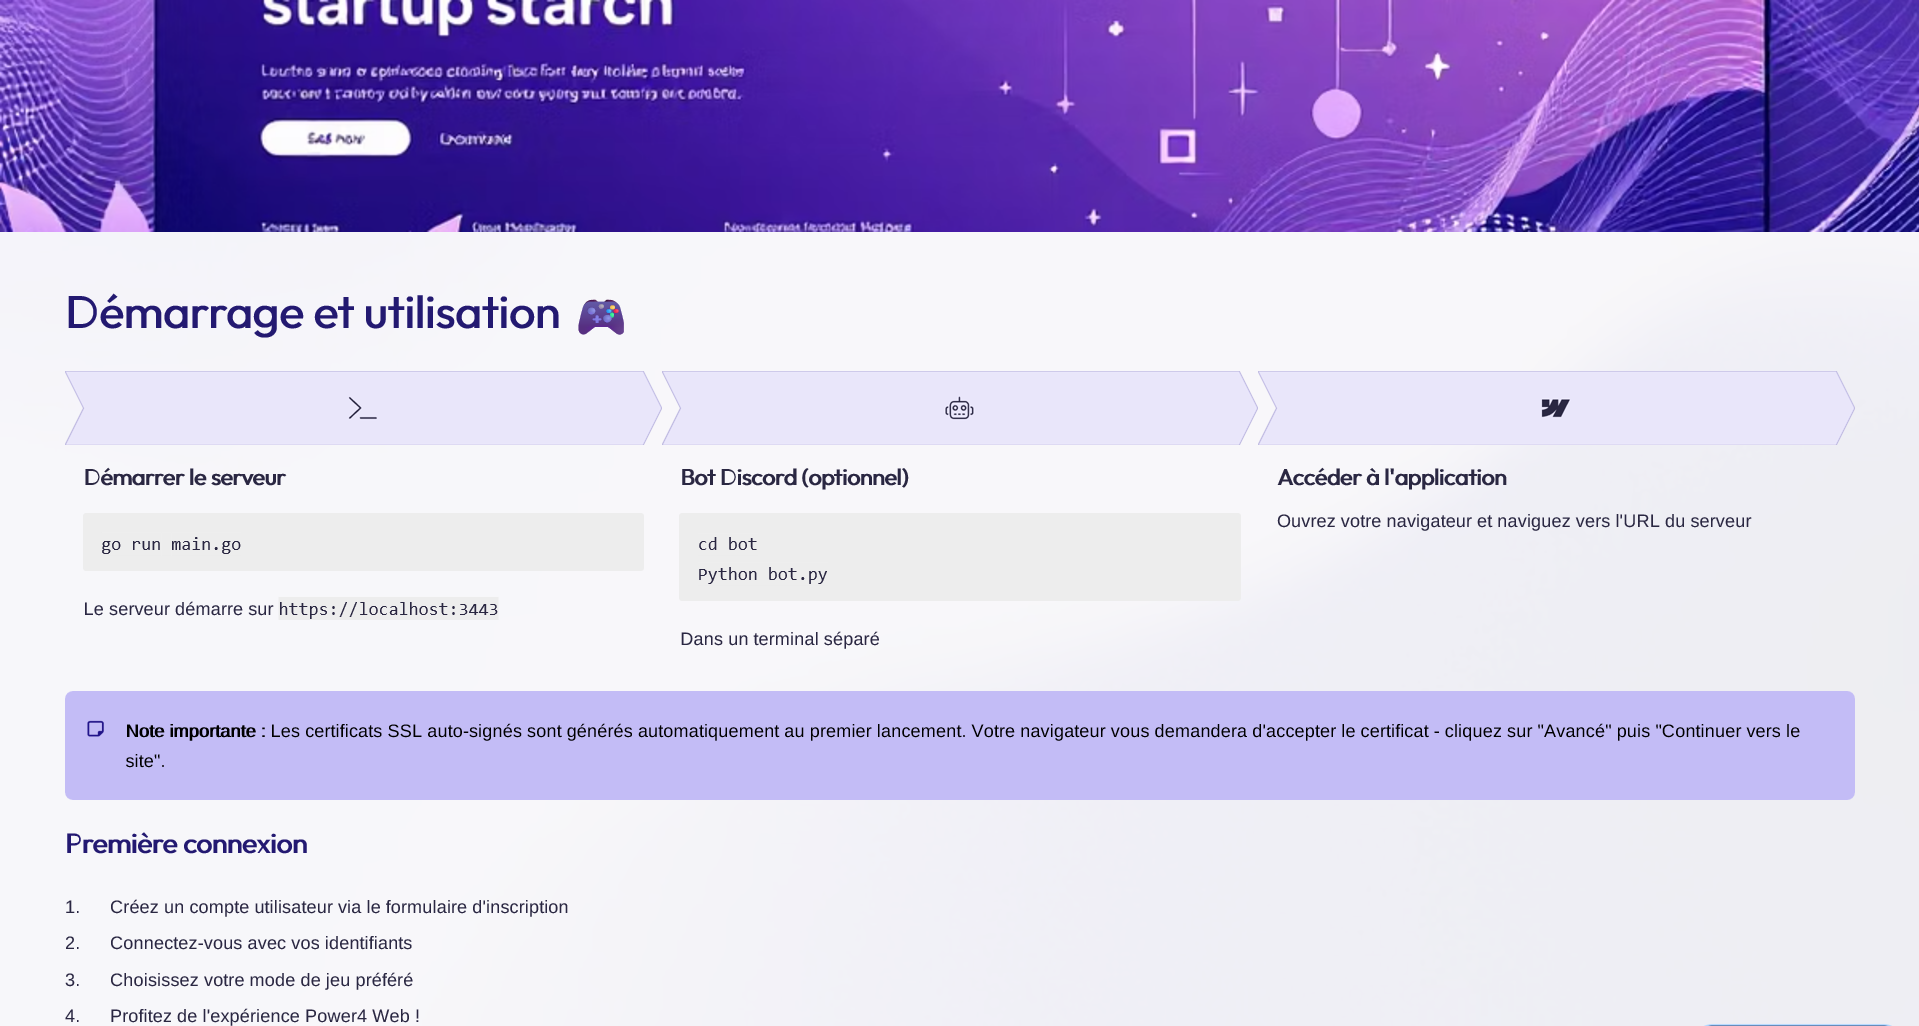 startup starch
Démarrage et utilisation
Démarrer le serveur
go run main.go
Le serveur démarre sur https://localhost:3443
Bot Discord (optionnel)
cd bot
Python bot.py
Dans un terminal séparé
Accéder à l'application
Ouvrez votre navigateur et naviguez vers l'URL du serveur
Note importante : Les certificats SSL auto-signés sont générés automatiquement au premier lancement. Votre navigateur vous demandera d'accepter le certificat - cliquez sur "Avancé" puis "Continuer vers le
site".
Première connexion
1. Créez un compte utilisateur via le formulaire d'inscription
2. Connectez-vous avec vos identifiants
3. Choisissez votre mode de jeu préféré
4. Profitez de l'expérience Power4 Web !